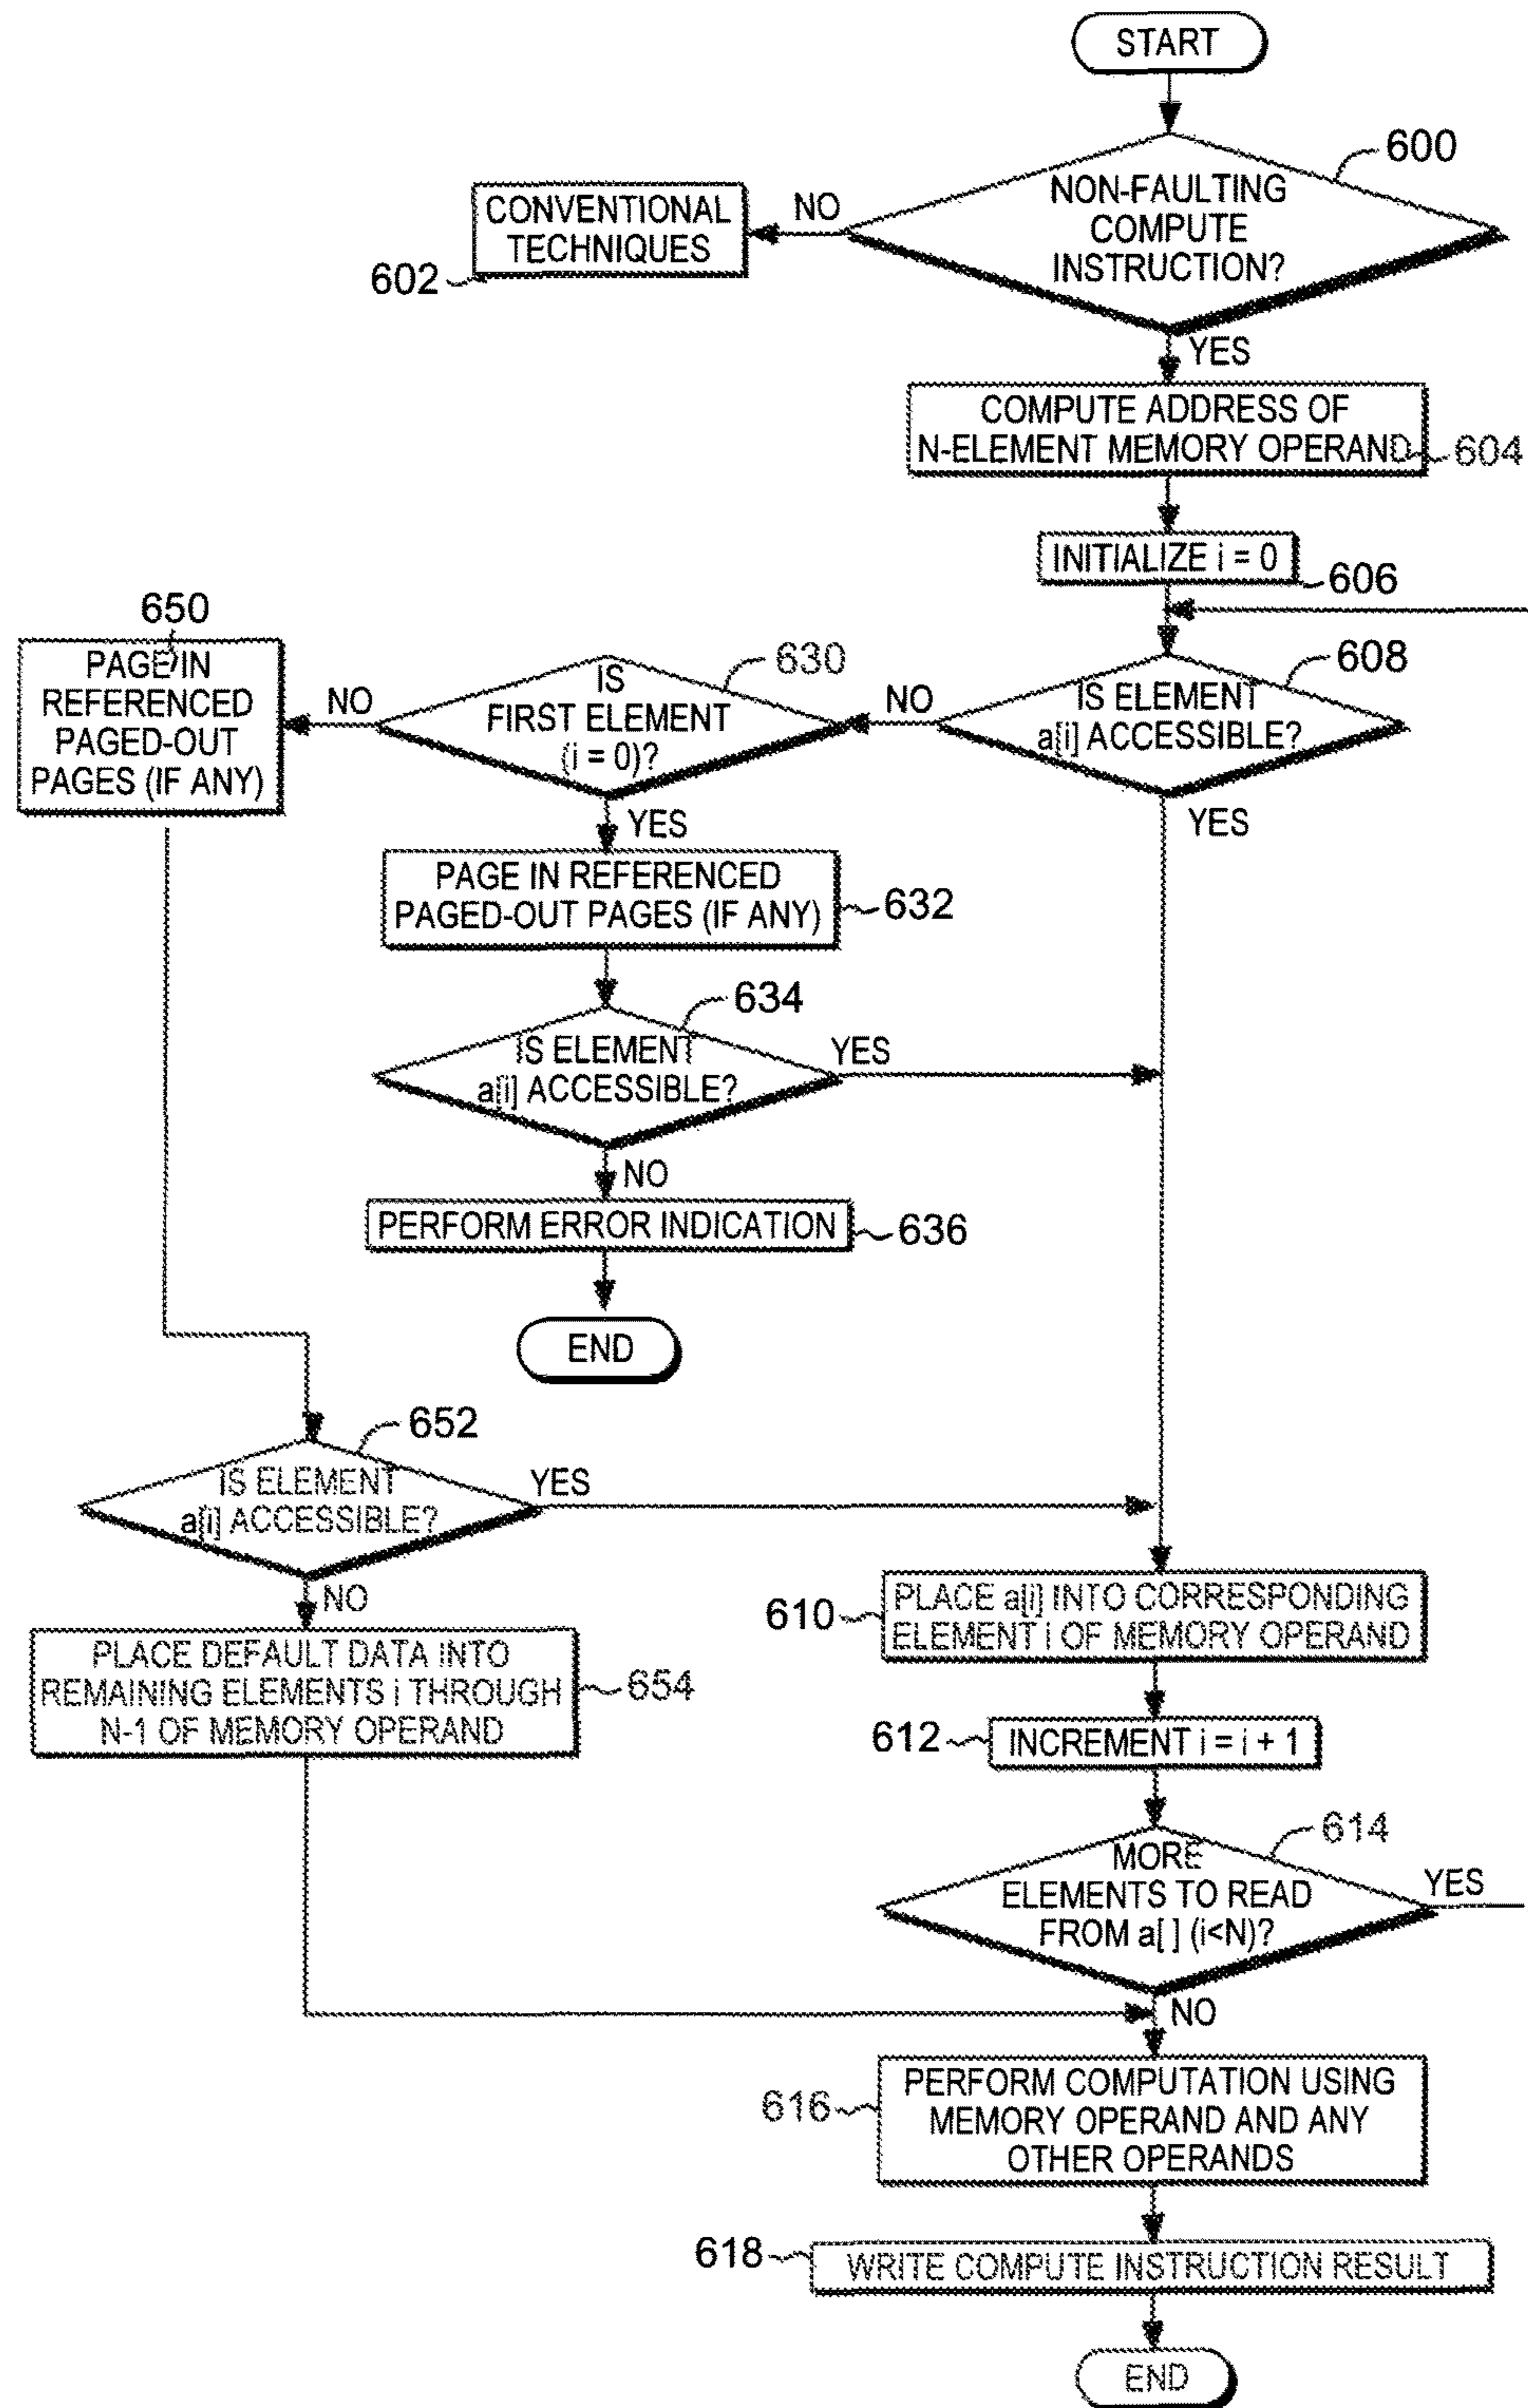 START
600
NON-FAULTING
COMPUTE
INSTRUCTION?
NO
CONVENTIONAL
TECHNIQUES
602
YES
COMPUTE ADDRESS OF
N-ELEMENT MEMORY OPERAND
604
INITIALIZE i = 0
606
608
IS ELEMENT
a[i] ACCESSIBLE?
NO
YES
630
IS
FIRST ELEMENT
(i = 0)?
NO
YES
650
PAGE IN
REFERENCED
PAGED-OUT
PAGES (IF ANY)
PAGE IN REFERENCED
PAGED-OUT PAGES (IF ANY)
632
634
IS ELEMENT
a[i] ACCESSIBLE?
YES
NO
PERFORM ERROR INDICATION
636
END
652
IS ELEMENT
a[i] ACCESSIBLE?
YES
NO
PLACE DEFAULT DATA INTO
REMAINING ELEMENTS i THROUGH
N-1 OF MEMORY OPERAND
654
610
PLACE a[i] INTO CORRESPONDING
ELEMENT i OF MEMORY OPERAND
612
INCREMENT i = i + 1
614
MORE
ELEMENTS TO READ
FROM a[ ] (i<N)?
YES
NO
616
PERFORM COMPUTATION USING
MEMORY OPERAND AND ANY
OTHER OPERANDS
618
WRITE COMPUTE INSTRUCTION RESULT
END